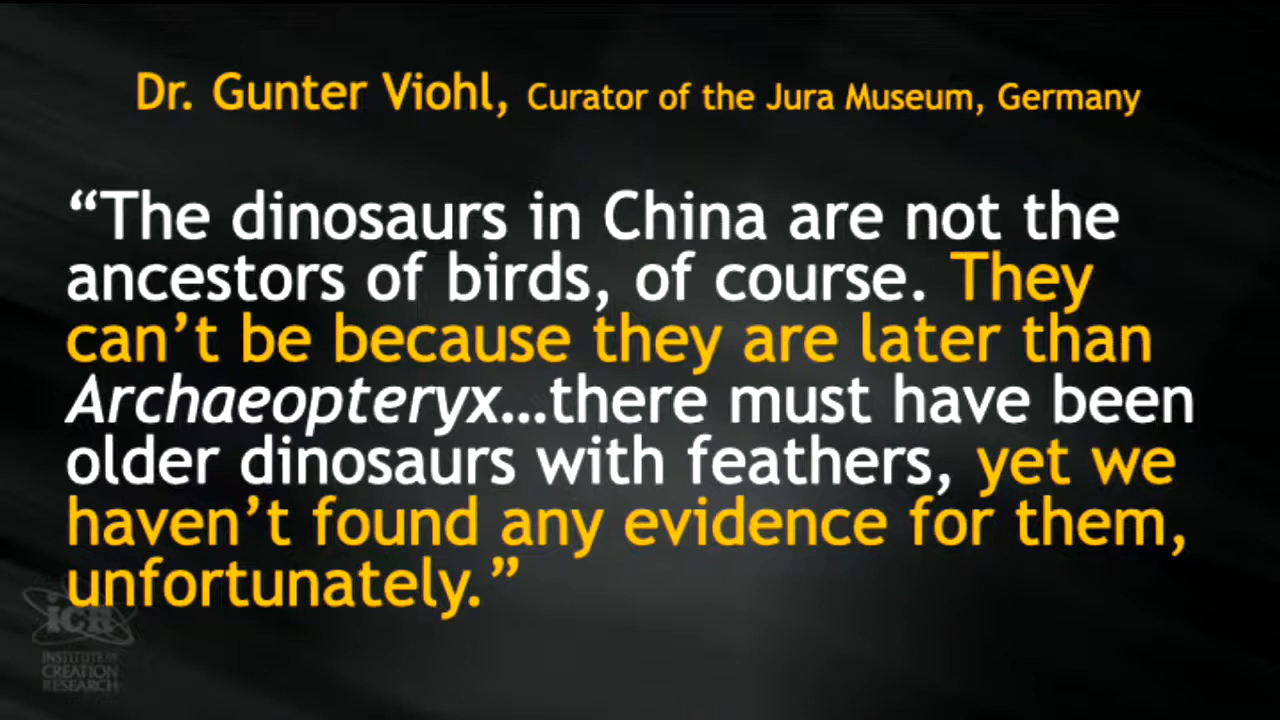 Dr. Gunter Viohl, Curator of the Jura Museum, Germany
“The dinosaurs in China are not the
ancestors of birds, of course. They
can’t be because they are later than
Archaeopteryx…there must have been
older dinosaurs with feathers, yet we
haven’t found any evidence for them,
unfortunately.”
iCR
INSTITUTE for
CREATION
RESEARCH